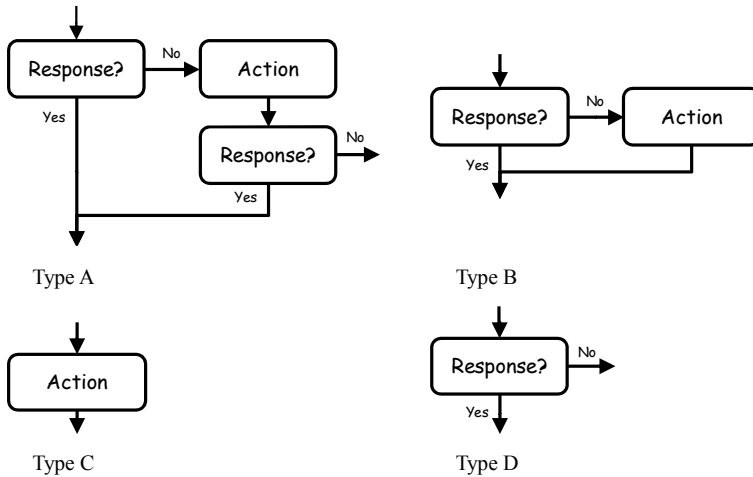 Response?
No
Action
Yes
Response?
No
Yes
Type A
Response?
No
Action
Yes
Type B
Action
Type C
Response?
No
Yes
Type D